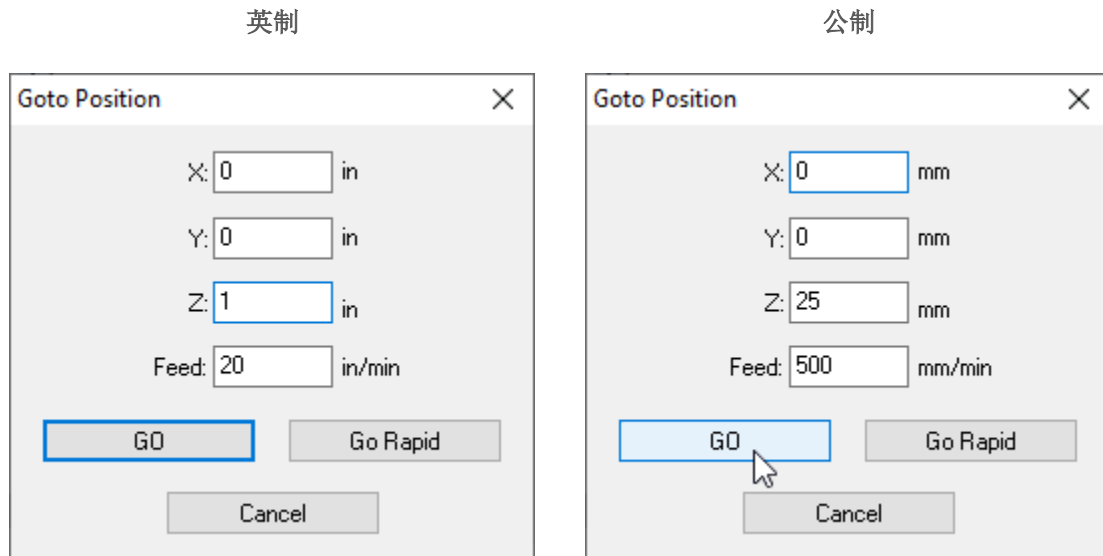 英制
公制
Goto Position
X: 0 in
Y: 0 in
Z: 1 in
Feed: 20 in/min
GO
Go Rapid
Cancel
Goto Position
X: 0 mm
Y: 0 mm
Z: 25 mm
Feed: 500 mm/min
GO
Go Rapid
Cancel